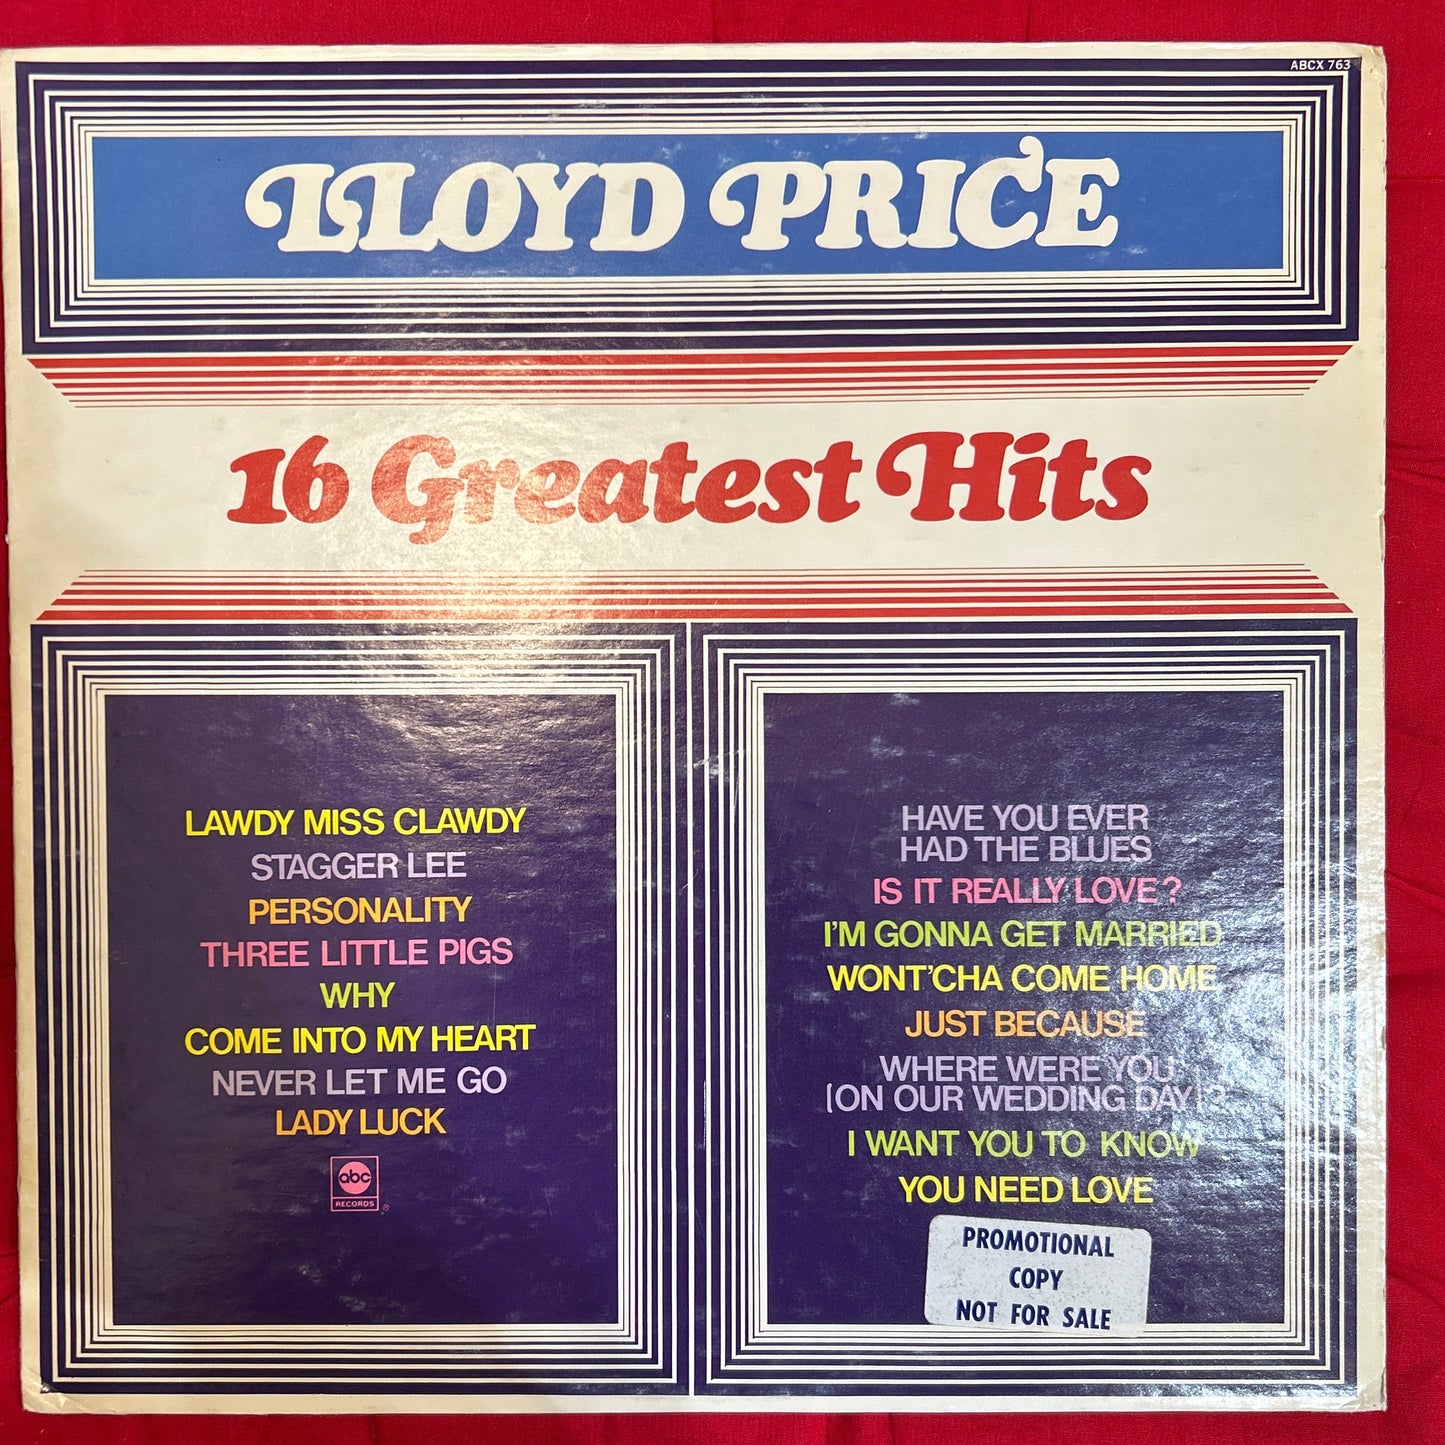 ABCX 763
LLOYD PRICE
16 Greatest Hits
LAWDY MISS CLAWDY
STAGGER LEE
PERSONALITY
THREE LITTLE PIGS
WHY
COME INTO MY HEART
NEVER LET ME GO
LADY LUCK
abc
RECORDS
®
HAVE YOU EVER
HAD THE BLUES
IS IT REALLY LOVE?
I'M GONNA GET MARRIED
WONT'CHA COME HOME
JUST BECAUSE
WHERE WERE YOU
(ON OUR WEDDING DAY)?
I WANT YOU TO KNOW
YOU NEED LOVE
PROMOTIONAL
COPY
NOT FOR SALE